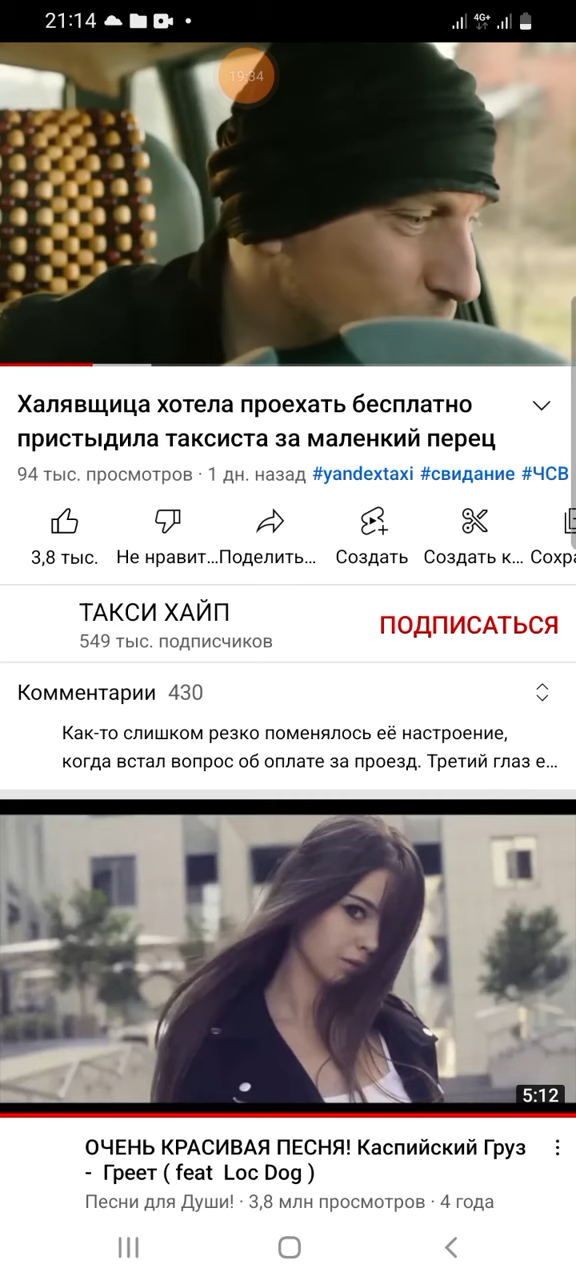 21:14
4G+
19:34
Халявщица хотела проехать бесплатно
пристыдила таксиста за маленкий перец
94 тыс. просмотров · 1 дн. назад #yandextaxi #свидание #ЧСВ
3,8 тыс. Не нравит... Поделить... Создать Создать к... Сохра
ТАКСИ ХАЙП
549 тыс. подписчиков
ПОДПИСАТЬСЯ
Комментарии 430
Как-то слишком резко поменялось её настроение,
когда встал вопрос об оплате за проезд. Третий глаз е...
5:12
ОЧЕНЬ КРАСИВАЯ ПЕСНЯ! Каспийский Груз
- Греет ( feat Loc Dog )
Песни для Души! · 3,8 млн просмотров · 4 года